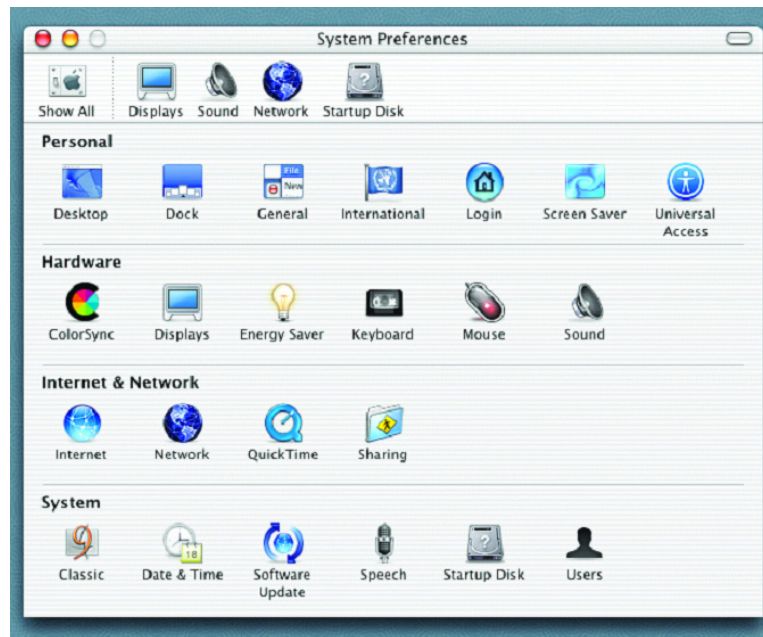 System Preferences
Show All Displays Sound Network Startup Disk
Personal
File
New
Desktop Dock General International Login Screen Saver Universal Access
Hardware
ColorSync Displays Energy Saver Keyboard Mouse Sound
Internet & Network
Internet Network QuickTime Sharing
System
9
18
Classic Date & Time Software Update Speech Startup Disk Users